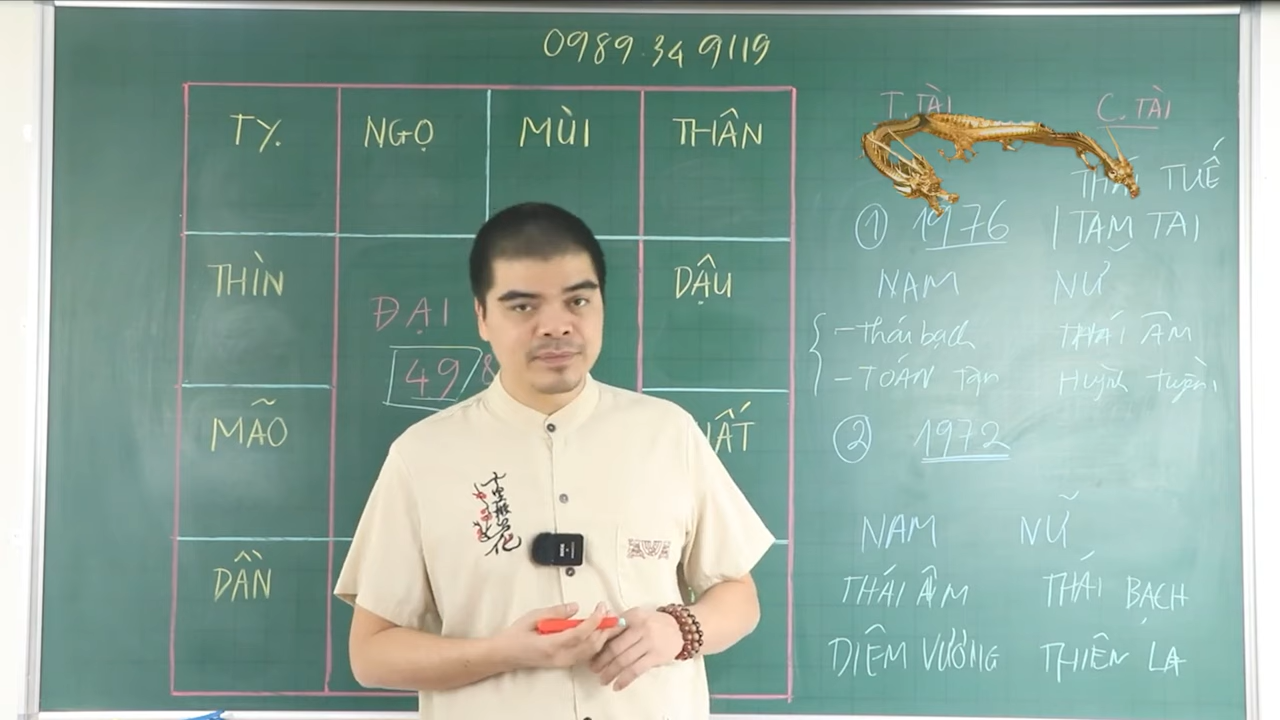 0989.34 9119
TỴ.
NGỌ
MÙI
THÂN
THÌN
DẬU
ĐẠI
49
MÃO
DẦN
T.TÀI
C.TÀI
THÁI TUẾ
① 1976
TAM TAI
NAM NỮ
- Thái bạch THÁI ÂM
- TOÁN Tận Huỳnh tuyền
② 1972
NAM NỮ
THÁI ÂM THÁI BẠCH
DIÊM VƯƠNG THIÊN LA